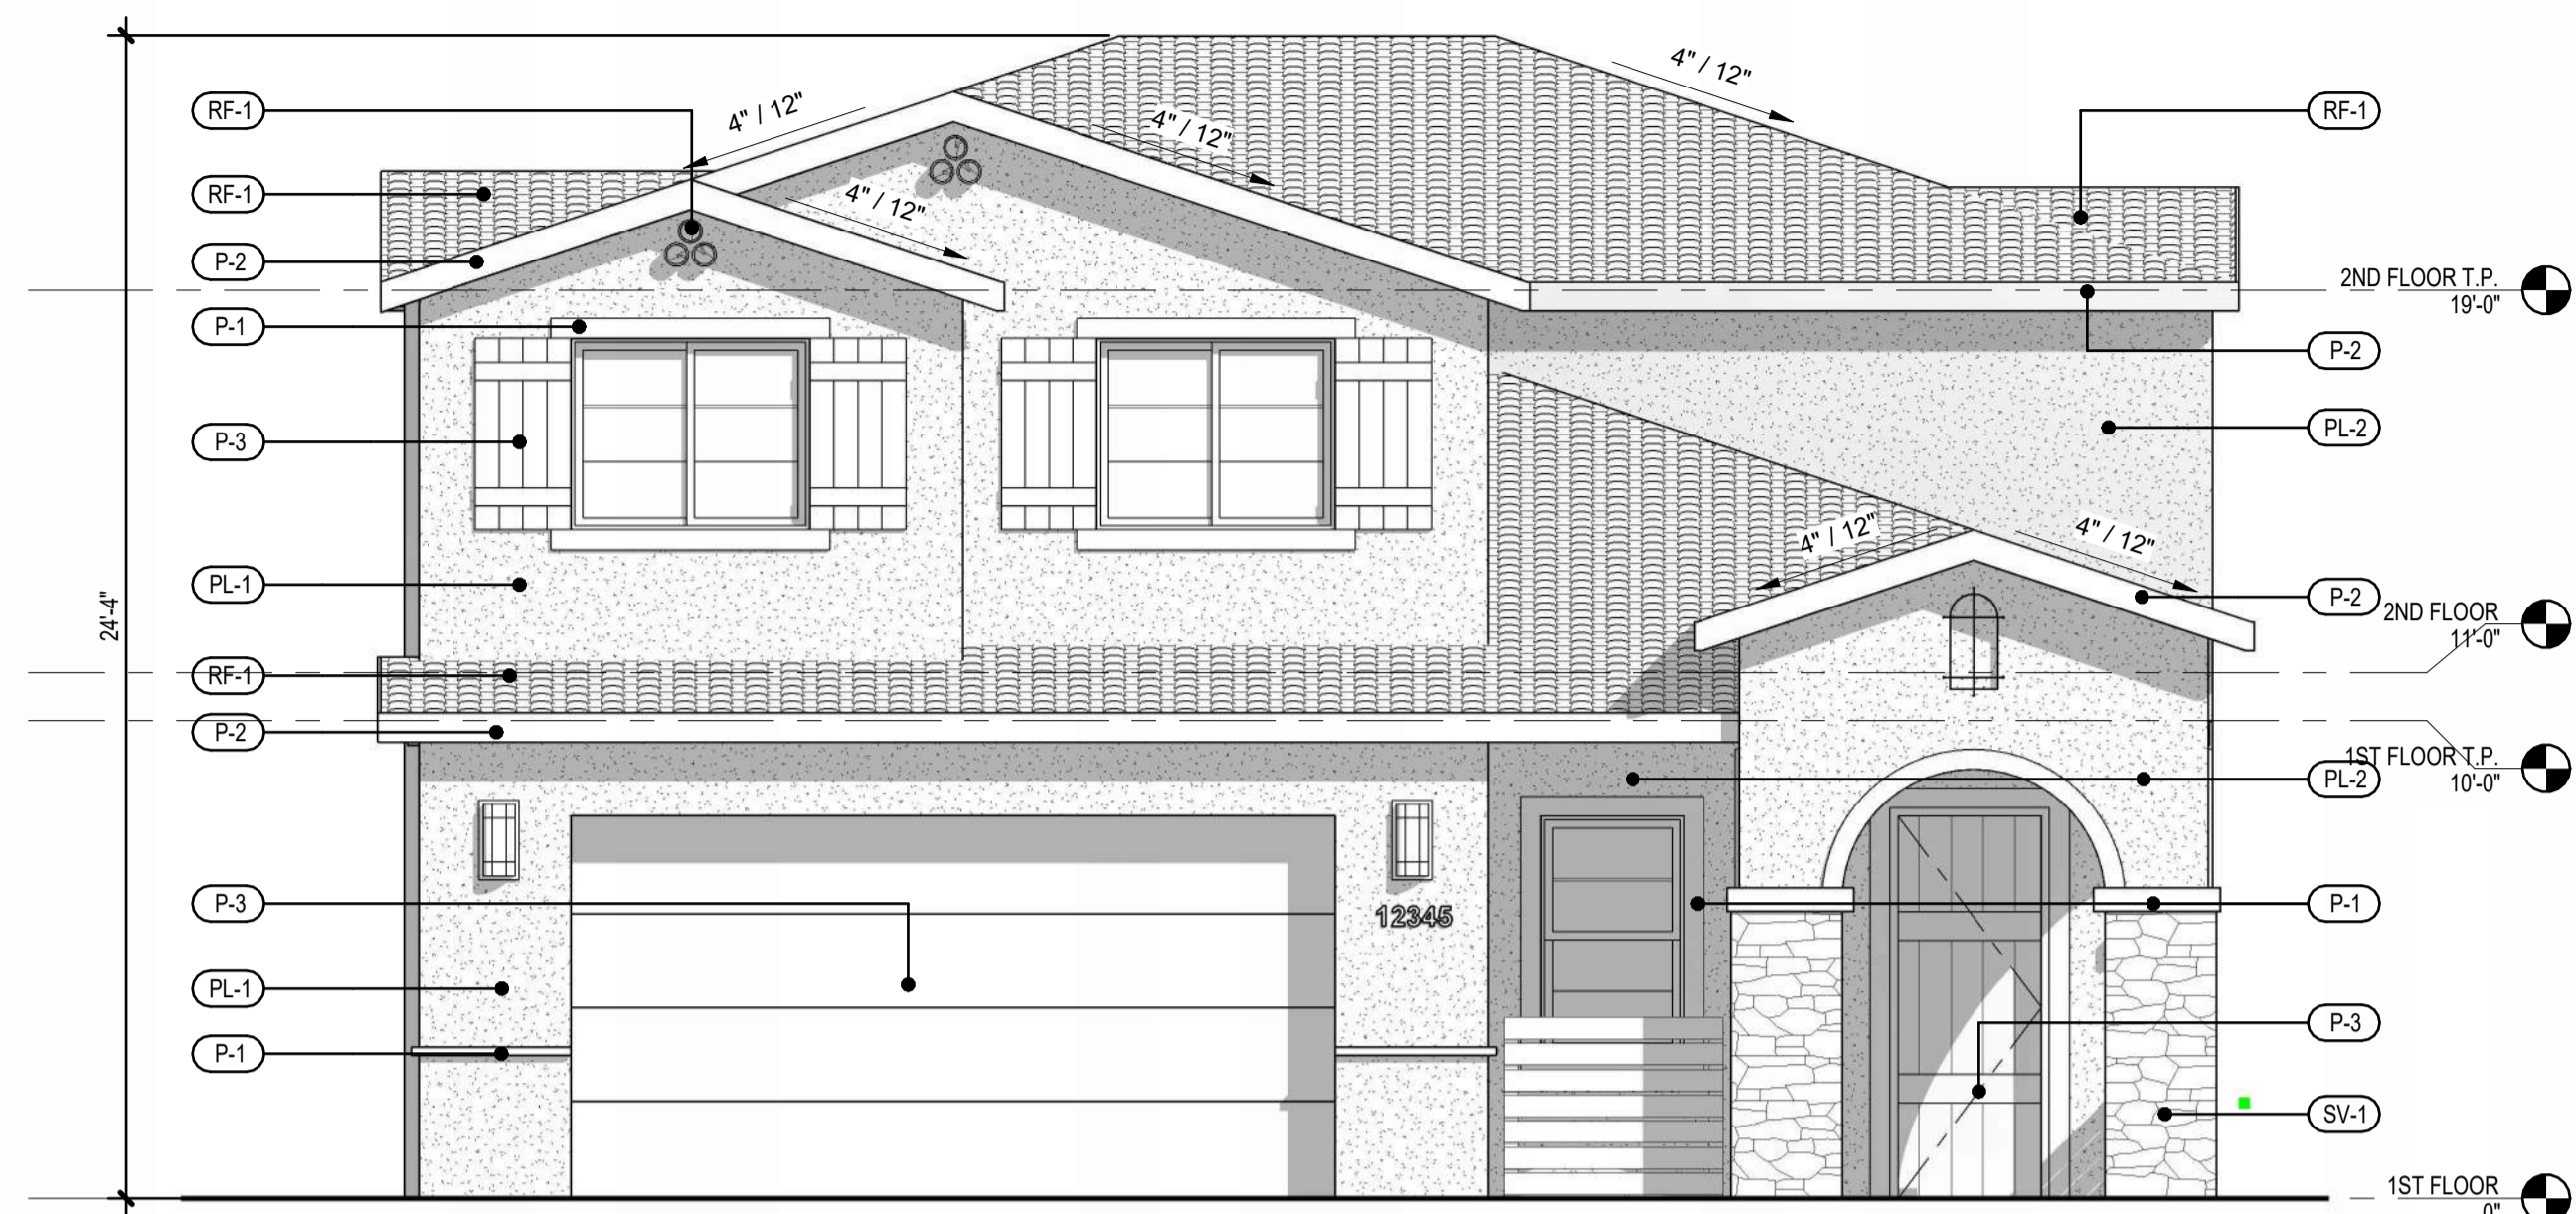 4" / 12"
RF-1
4" / 12"
RF-1
4" / 12"
RF-1
4" / 12"
P-2
2ND FLOOR T.P.
19'-0"
P-1
P-2
P-3
PL-2
4" / 12"
4" / 12"
PL-1
24'-4"
P-2
2ND FLOOR
11'-0"
RF-1
P-2
1ST FLOOR T.P.
10'-0"
PL-2
P-3
12345
P-1
PL-1
P-3
P-1
SV-1
1ST FLOOR
0"